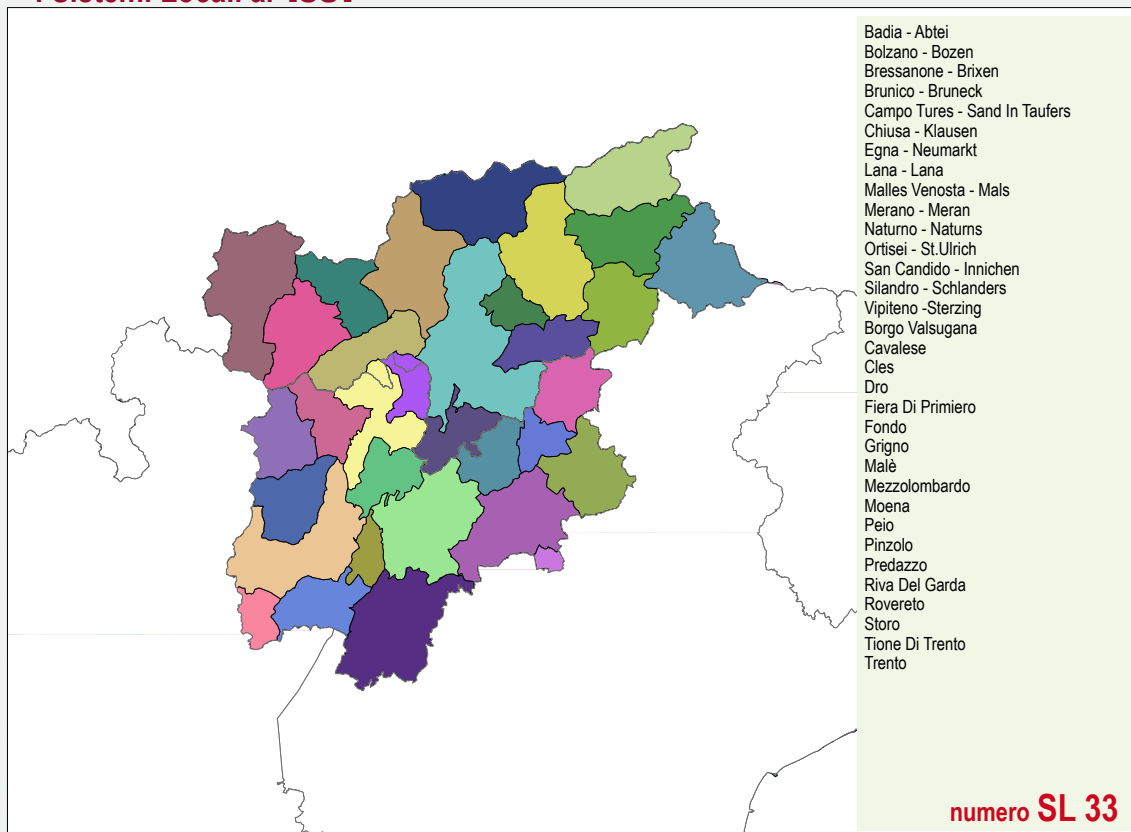 Badia - Abtei
Bolzano - Bozen
Bressanone - Brixen
Brunico - Bruneck
Campo Tures - Sand In Taufers
Chiusa - Klausen
Egna - Neumarkt
Lana - Lana
Malles Venosta - Mals
Merano - Meran
Naturno - Naturns
Ortisei - St.Ulrich
San Candido - Innichen
Silandro - Schlanders
Vipiteno -Sterzing
Borgo Valsugana
Cavalese
Cles
Dro
Fiera Di Primiero
Fondo
Grigno
Malè
Mezzolombardo
Moena
Peio
Pinzolo
Predazzo
Riva Del Garda
Rovereto
Storo
Tione Di Trento
Trento
numero SL 33